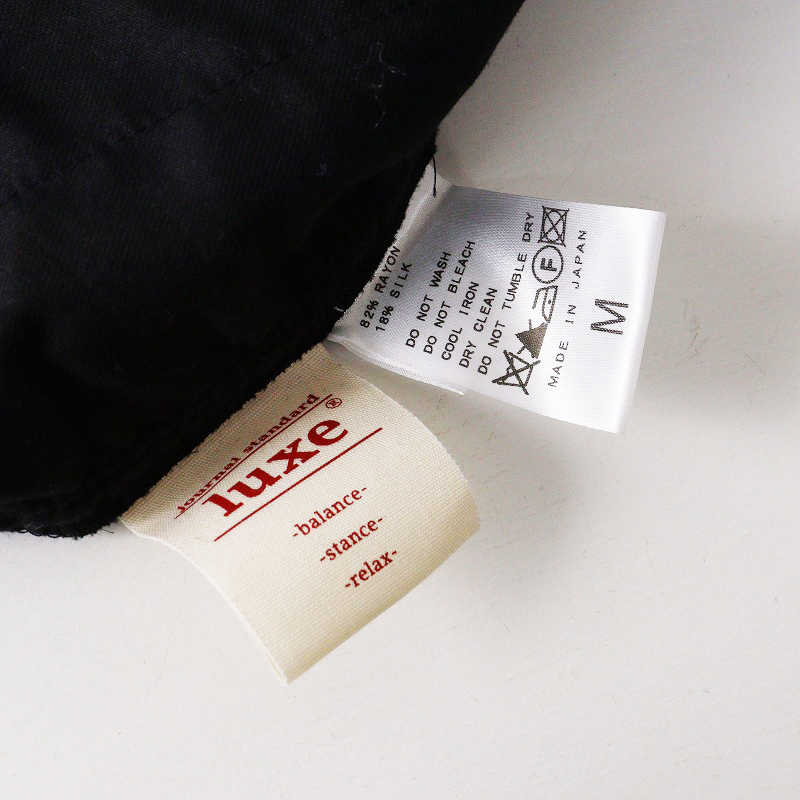 journal standard
luxe®
-balance-
-stance-
-relax-
82% RAYON
18% SILK
DO NOT WASH
DO NOT BLEACH
COOL IRON
DRY CLEAN
DO NOT TUMBLE DRY
F
MADE IN JAPAN
M